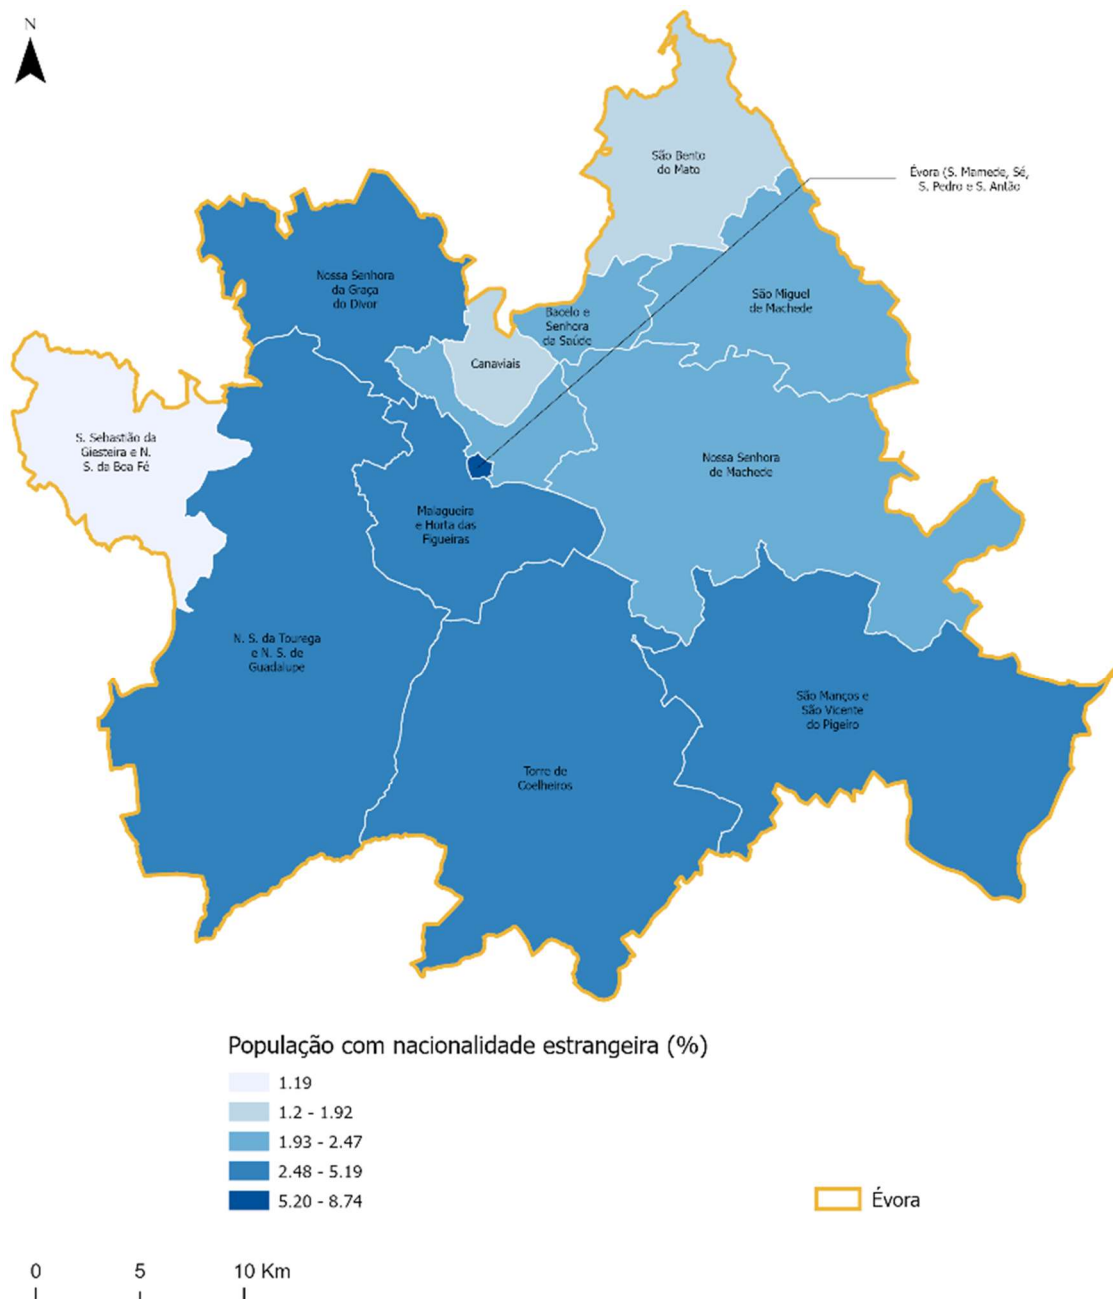 N
São Bento
do Mato
Évora (S. Mamede, Sé,
S. Pedro e S. Antão
Nossa Senhora
da Graça
do Divor
São Miguel
de Machede
Bacelo e
Senhora
da Saúde
Canaviais
S. Sebastião da
Giesteira e N.
S. da Boa Fé
Nossa Senhora
de Machede
Malagueira
e Horta das
Figueiras
N. S. da Tourega
e N. S. de
Guadalupe
São Manços e
São Vicente
do Pigeiro
Torre de
Coelheiros
População com nacionalidade estrangeira (%)
1.19
1.2 - 1.92
1.93 - 2.47
2.48 - 5.19
5.20 - 8.74
Évora
0 5 10 Km